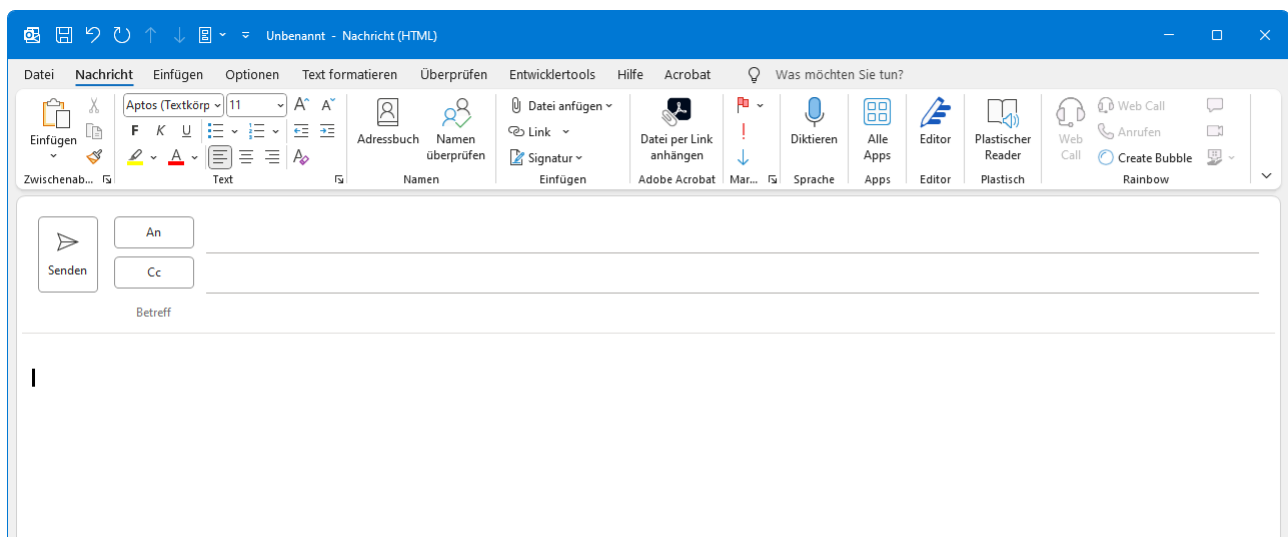 Unbenannt - Nachricht (HTML)
Datei Nachricht Einfügen Optionen Text formatieren Überprüfen Entwicklertools Hilfe Acrobat Was möchten Sie tun?
Einfügen
Zwischenab...
Aptos (Textkörp 11 A A
F K U
A
Text
Adressbuch
Namen
überprüfen
Namen
Datei anfügen
Link
Signatur
Einfügen
Datei per Link
anhängen
Adobe Acrobat
!
Mar...
Diktieren
Sprache
Alle
Apps
Apps
Editor
Editor
Plastischer
Reader
Plastisch
Web
Call
Web Call
Anrufen
Create Bubble
Rainbow
Senden
An
Cc
Betreff